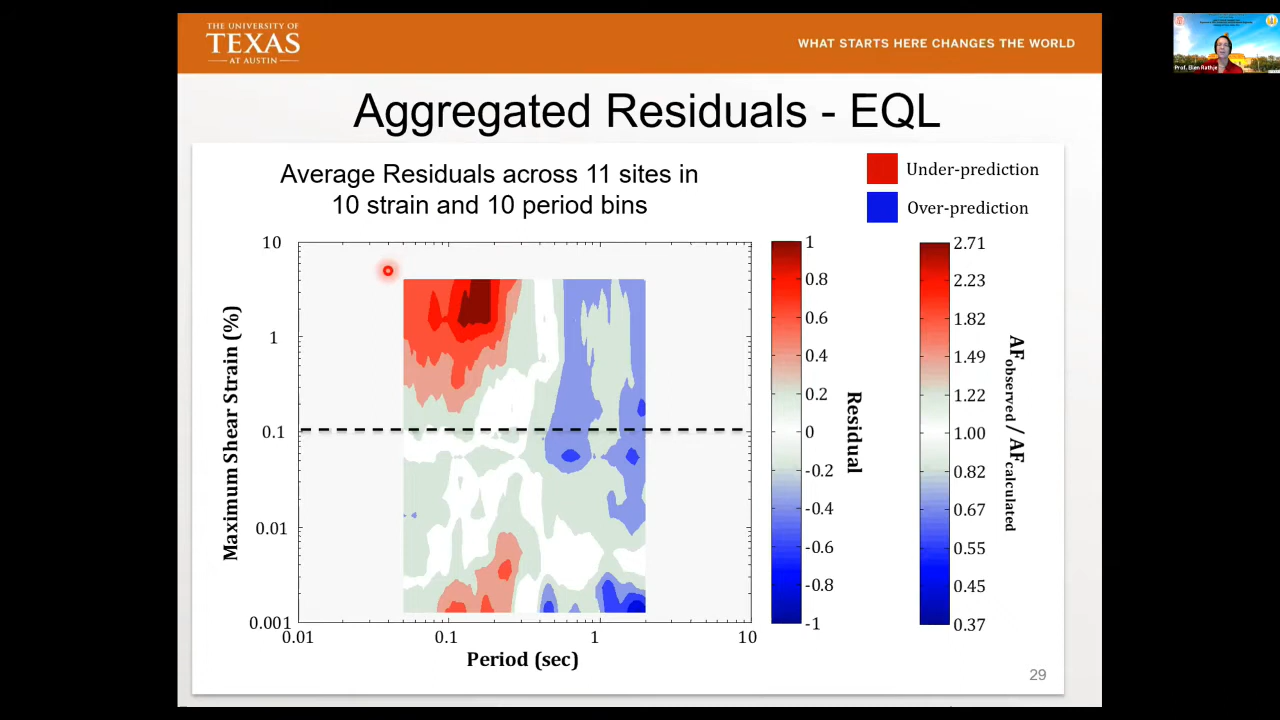 THE UNIVERSITY OF
TEXAS
AT AUSTIN
WHAT STARTS HERE CHANGES THE WORLD
Prof. Ellen Rathje
Aggregated Residuals - EQL
Average Residuals across 11 sites in
10 strain and 10 period bins
Under-prediction
Over-prediction
10
1
0.1
0.01
0.001
Maximum Shear Strain (%)
0.01
0.1
1
10
Period (sec)
1
0.8
0.6
0.4
0.2
0
-0.2
-0.4
-0.6
-0.8
-1
Residual
2.71
2.23
1.82
1.49
1.22
1.00
0.82
0.67
0.55
0.45
0.37
AFobserved/ AFcalculated
29